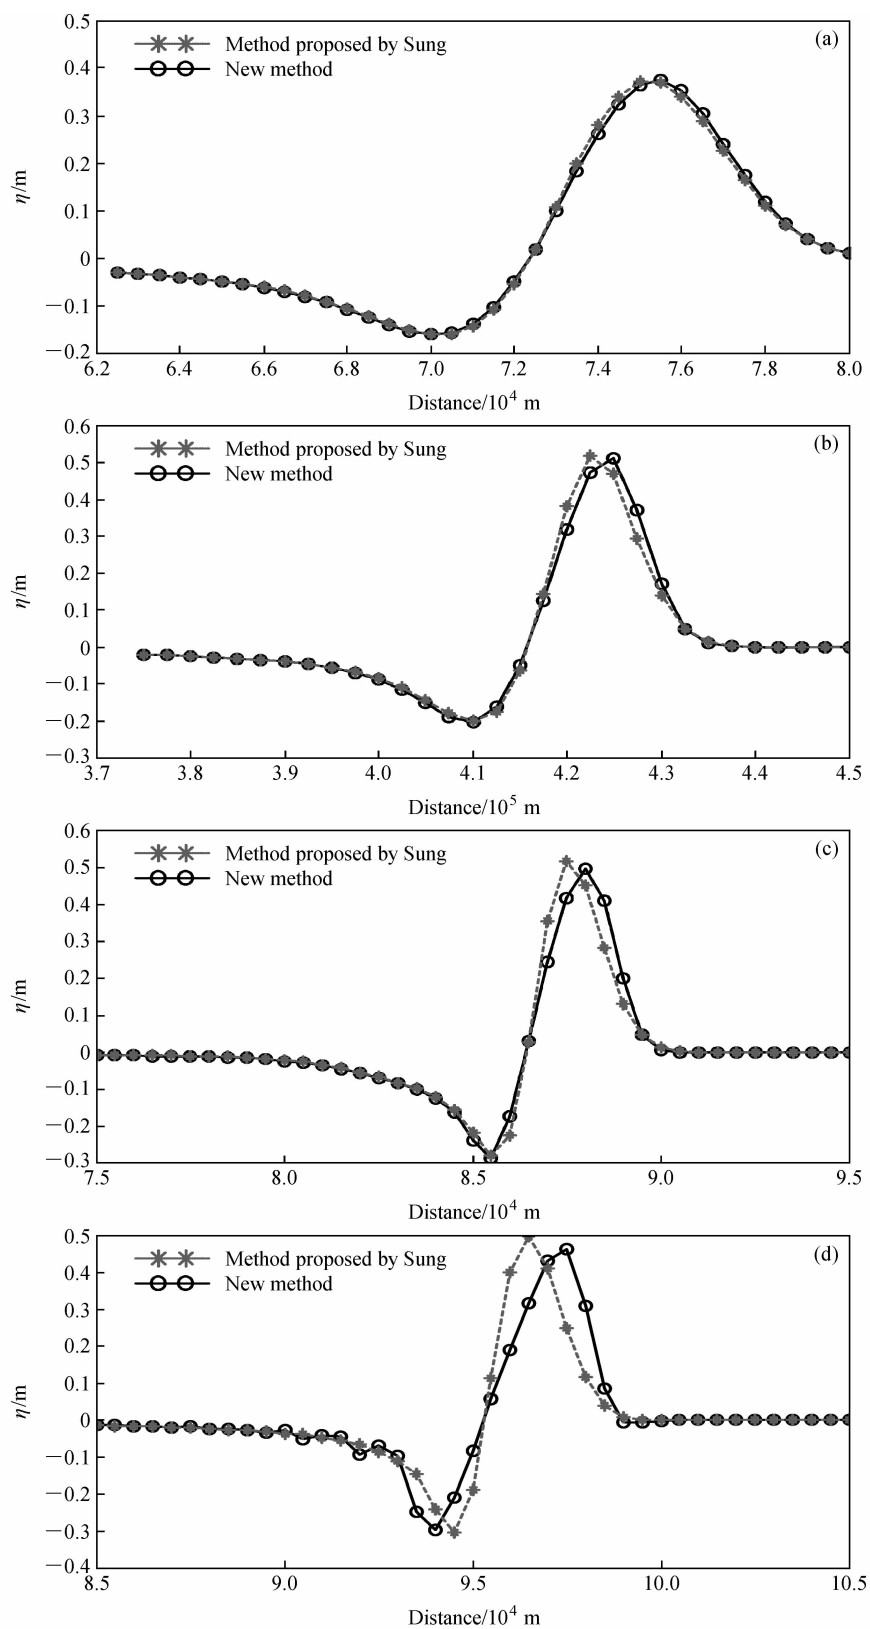 0.5
Method proposed by Sung
New method
(a)
0.4
0.3
0.2
0.1
0
−0.1
−0.2
η/m
6.2 6.4 6.6 6.8 7.0 7.2 7.4 7.6 7.8 8.0
Distance/10⁴ m
0.6
Method proposed by Sung
New method
(b)
0.5
0.4
0.3
0.2
0.1
0
−0.1
−0.2
−0.3
η/m
3.7 3.8 3.9 4.0 4.1 4.2 4.3 4.4 4.5
Distance/10⁵ m
0.6
Method proposed by Sung
New method
(c)
0.5
0.4
0.3
0.2
0.1
0
−0.1
−0.2
−0.3
η/m
7.5 8.0 8.5 9.0 9.5
Distance/10⁴ m
0.5
Method proposed by Sung
New method
(d)
0.4
0.3
0.2
0.1
0
−0.1
−0.2
−0.3
−0.4
η/m
8.5 9.0 9.5 10.0 10.5
Distance/10⁴ m